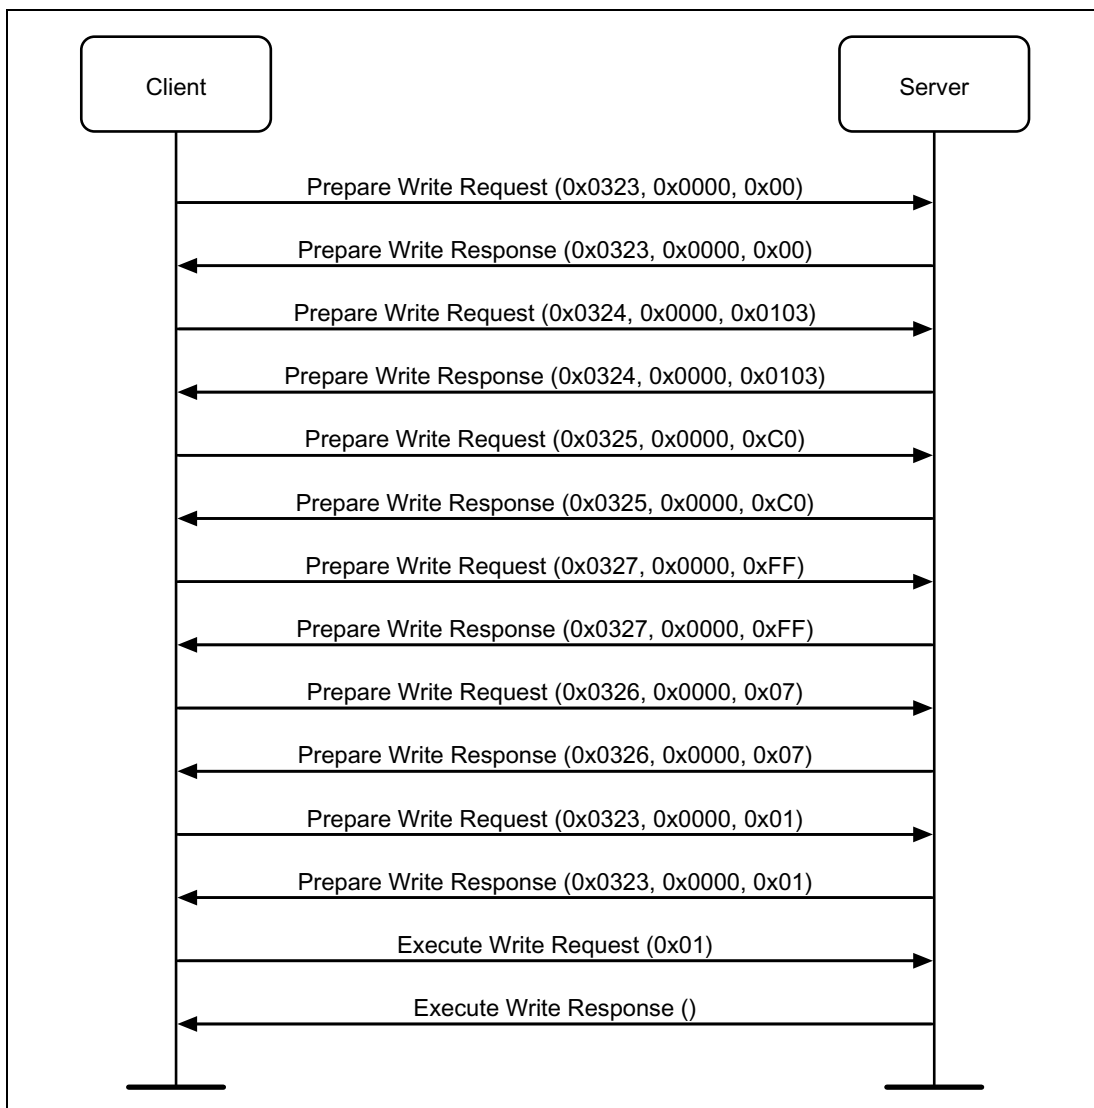 Client
Server
Prepare Write Request (0x0323, 0x0000, 0x00)
Prepare Write Response (0x0323, 0x0000, 0x00)
Prepare Write Request (0x0324, 0x0000, 0x0103)
Prepare Write Response (0x0324, 0x0000, 0x0103)
Prepare Write Request (0x0325, 0x0000, 0xC0)
Prepare Write Response (0x0325, 0x0000, 0xC0)
Prepare Write Request (0x0327, 0x0000, 0xFF)
Prepare Write Response (0x0327, 0x0000, 0xFF)
Prepare Write Request (0x0326, 0x0000, 0x07)
Prepare Write Response (0x0326, 0x0000, 0x07)
Prepare Write Request (0x0323, 0x0000, 0x01)
Prepare Write Response (0x0323, 0x0000, 0x01)
Execute Write Request (0x01)
Execute Write Response ()